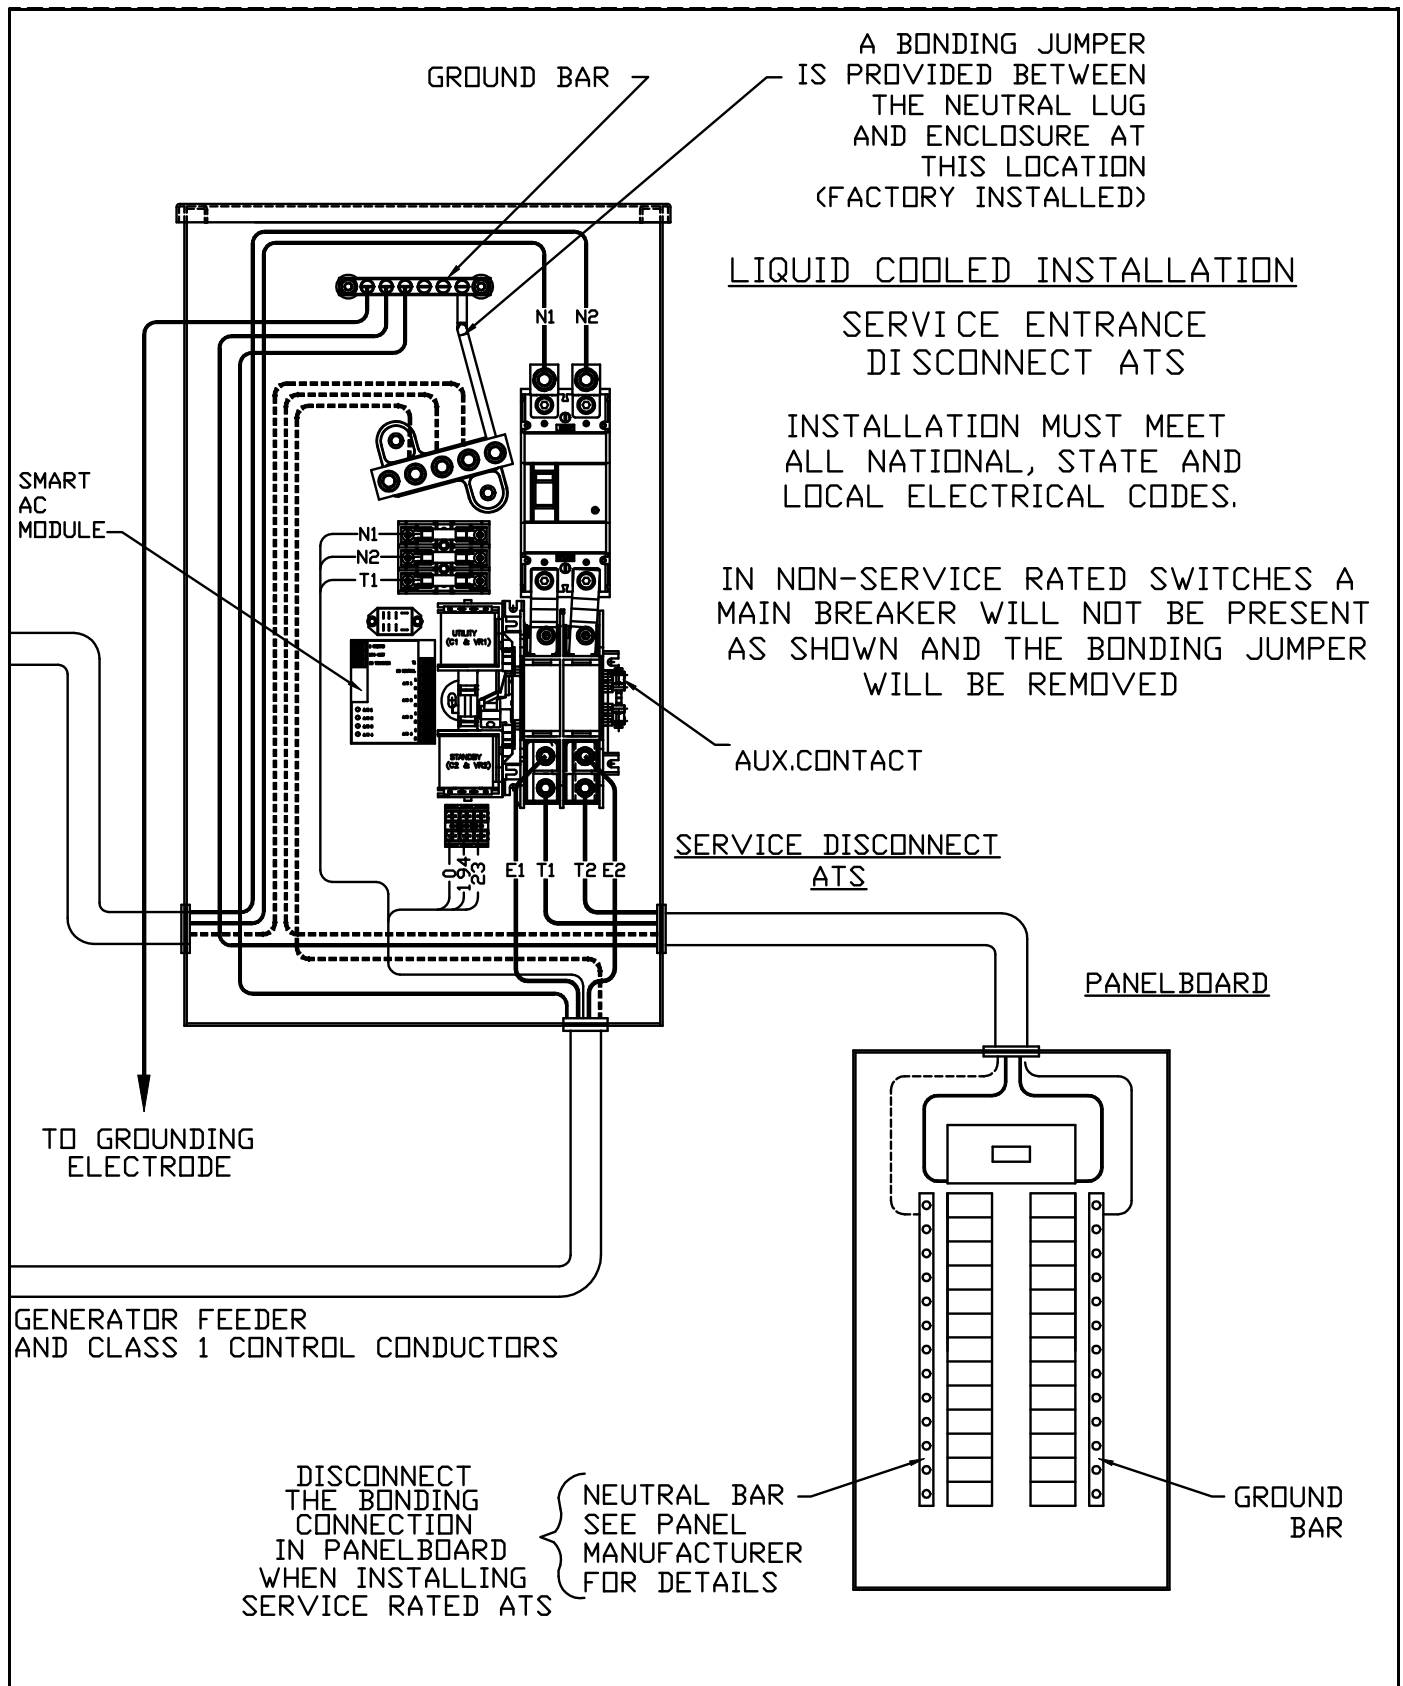 GROUND BAR
A BONDING JUMPER
IS PROVIDED BETWEEN
THE NEUTRAL LUG
AND ENCLOSURE AT
THIS LOCATION
(FACTORY INSTALLED)
LIQUID COOLED INSTALLATION
SERVICE ENTRANCE
DISCONNECT ATS
INSTALLATION MUST MEET
ALL NATIONAL, STATE AND
LOCAL ELECTRICAL CODES.
IN NON-SERVICE RATED SWITCHES A
MAIN BREAKER WILL NOT BE PRESENT
AS SHOWN AND THE BONDING JUMPER
WILL BE REMOVED
N1 N2
SMART
AC
MODULE
N1
N2
T1
UTILITY
(C1 & VR1)
STANDBY
(C2 & VR2)
AUX.CONTACT
0
194
23
E1 T1 T2 E2
SERVICE DISCONNECT
ATS
PANELBOARD
TO GROUNDING
ELECTRODE
GENERATOR FEEDER
AND CLASS 1 CONTROL CONDUCTORS
DISCONNECT
THE BONDING
CONNECTION
IN PANELBOARD
WHEN INSTALLING
SERVICE RATED ATS
NEUTRAL BAR
SEE PANEL
MANUFACTURER
FOR DETAILS
GROUND
BAR